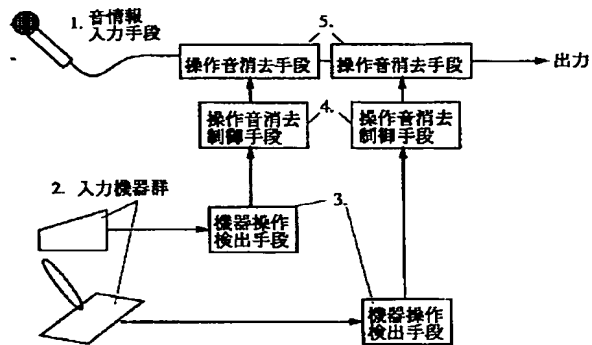 1. 音情報
入力手段
5.
操作音消去手段
操作音消去手段
出力
4.
操作音消去
制御手段
操作音消去
制御手段
2. 入力機器群
3.
機器操作
検出手段
機器操作
検出手段